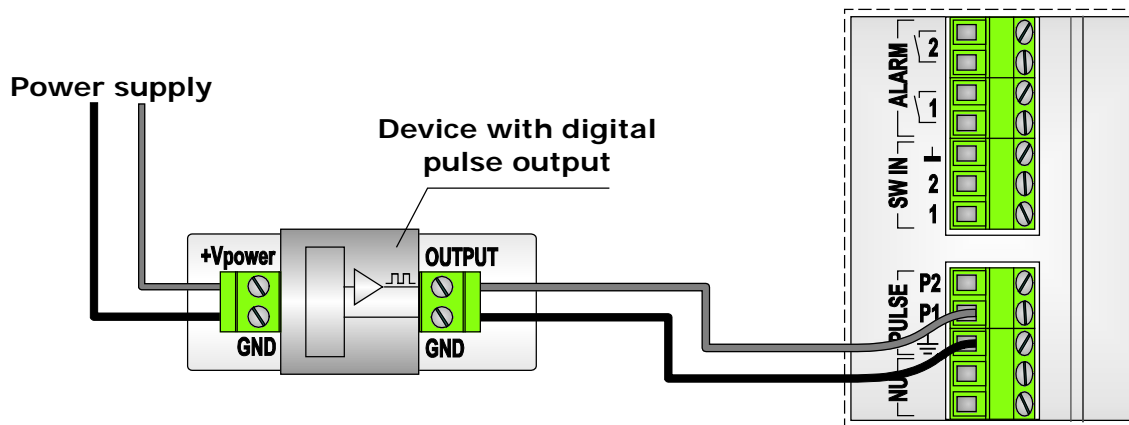 Power supply
Device with digital
pulse output
+Vpower
GND
OUTPUT
GND
ALARM
2
1
SW IN
2
1
PULSE
P2
P1